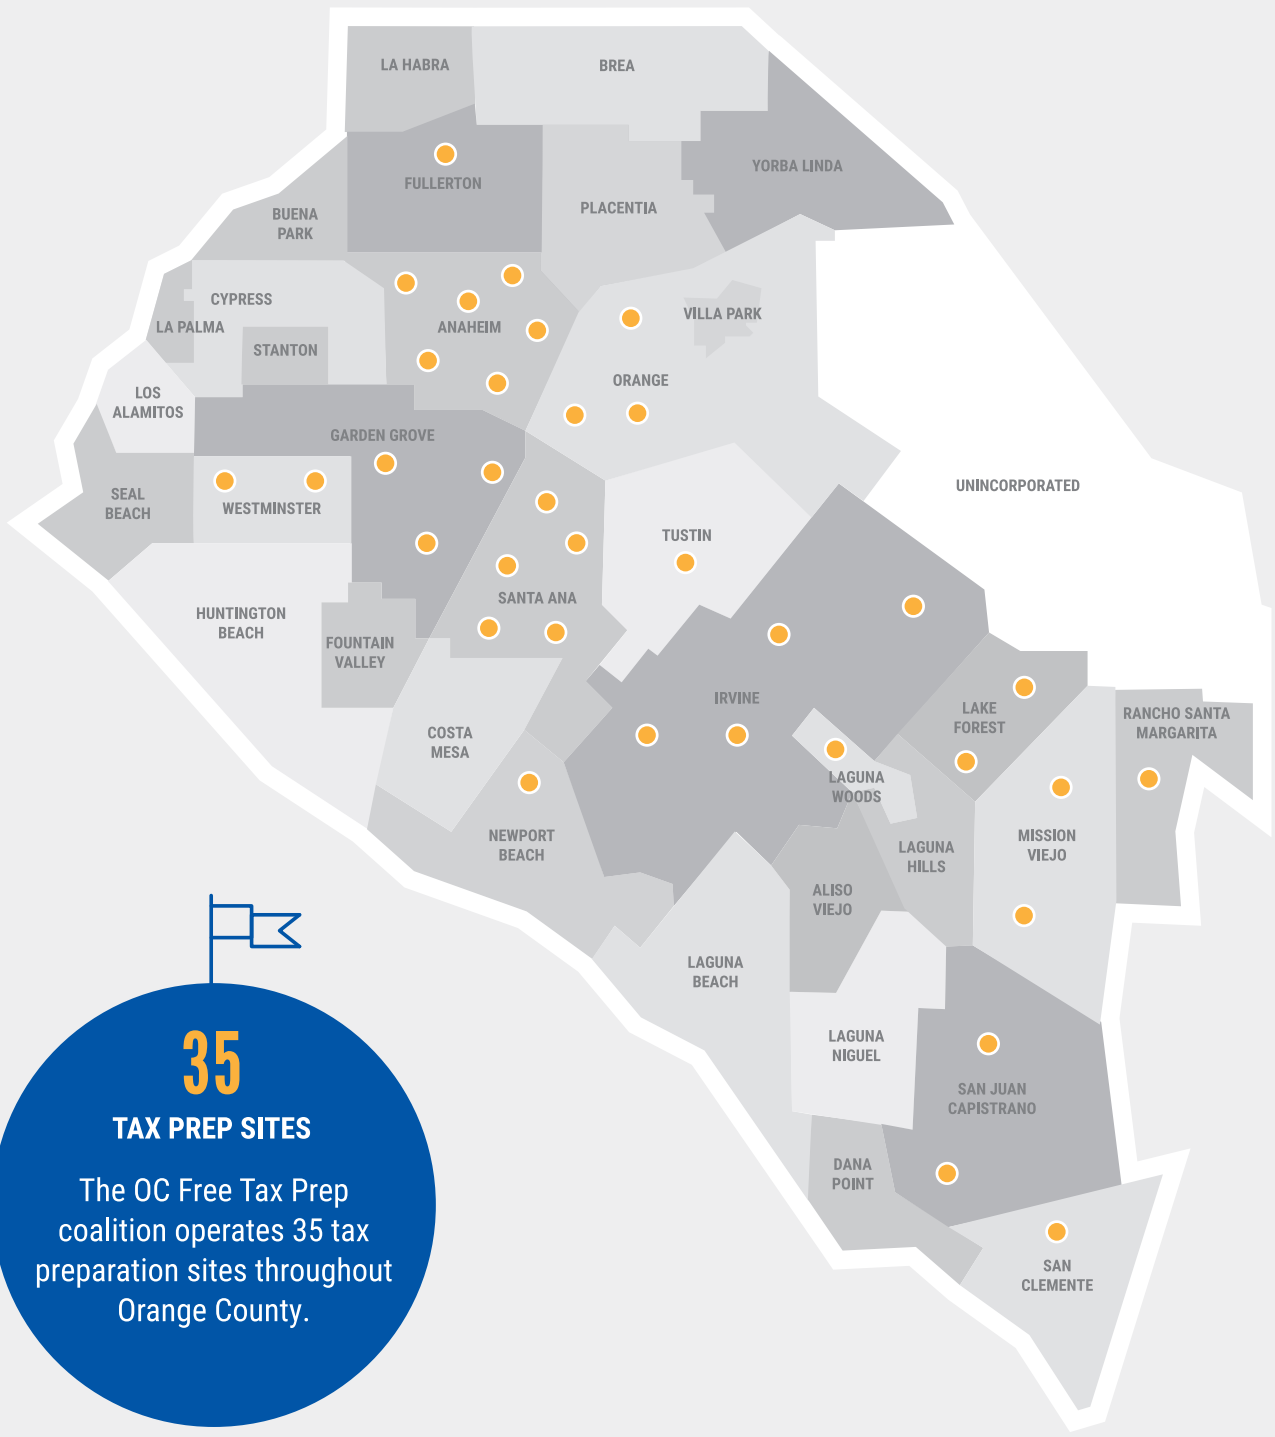 LA HABRA
BREA
YORBA LINDA
FULLERTON
PLACENTIA
BUENA
PARK
CYPRESS
LA PALMA
ANAHEIM
VILLA PARK
STANTON
ORANGE
LOS
ALAMITOS
GARDEN GROVE
UNINCORPORATED
SEAL
BEACH
WESTMINSTER
TUSTIN
SANTA ANA
HUNTINGTON
BEACH
FOUNTAIN
VALLEY
IRVINE
LAKE
FOREST
RANCHO SANTA
MARGARITA
COSTA
MESA
LAGUNA
WOODS
NEWPORT
BEACH
MISSION
VIEJO
LAGUNA
HILLS
ALISO
VIEJO
LAGUNA
BEACH
LAGUNA
NIGUEL
SAN JUAN
CAPISTRANO
DANA
POINT
SAN
CLEMENTE
35
TAX PREP SITES
The OC Free Tax Prep
coalition operates 35 tax
preparation sites throughout
Orange County.